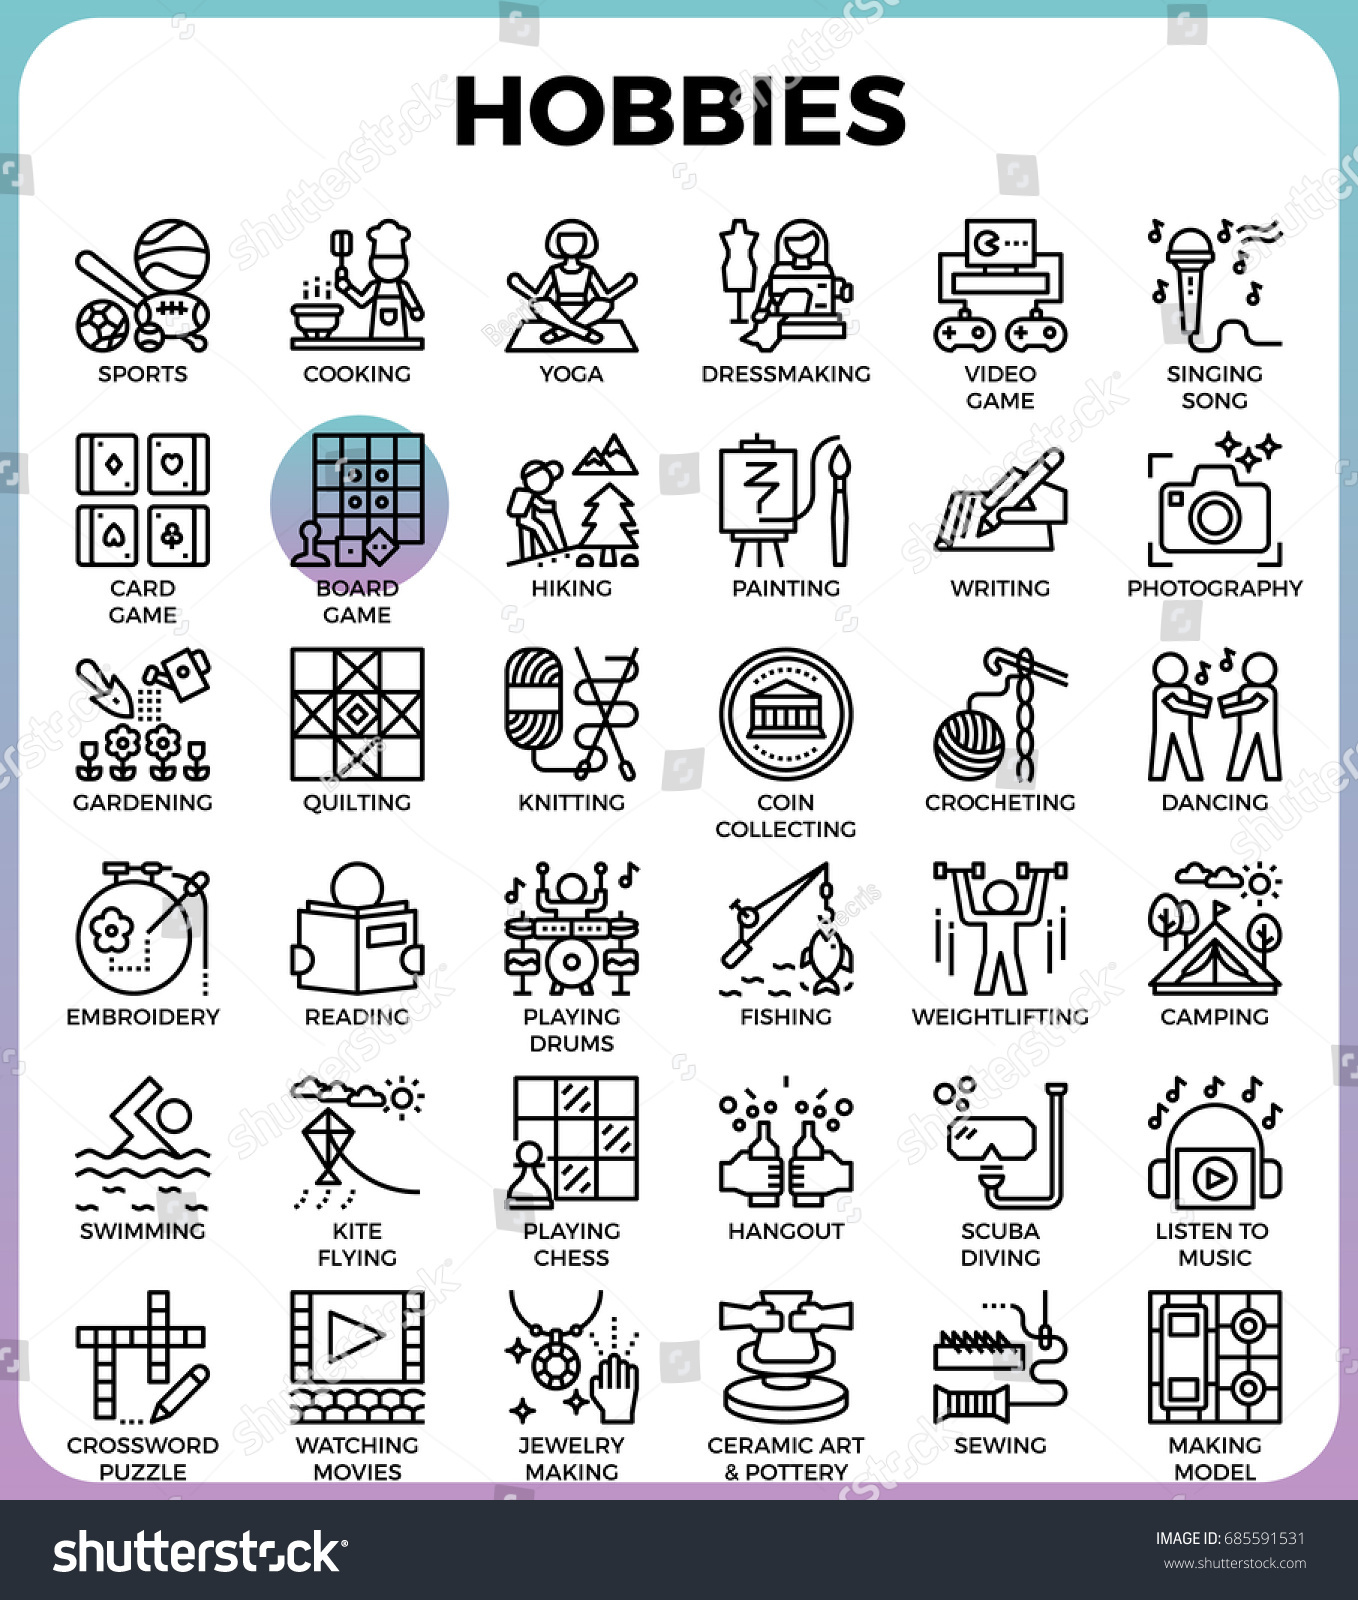 HOBBIES
SPORTS
COOKING
YOGA
DRESSMAKING
VIDEO
GAME
SINGING
SONG
CARD
GAME
BOARD
GAME
HIKING
PAINTING
WRITING
PHOTOGRAPHY
GARDENING
QUILTING
KNITTING
COIN
COLLECTING
CROCHETING
DANCING
EMBROIDERY
READING
PLAYING
DRUMS
FISHING
WEIGHTLIFTING
CAMPING
SWIMMING
KITE
FLYING
PLAYING
CHESS
HANGOUT
SCUBA
DIVING
LISTEN TO
MUSIC
CROSSWORD
PUZZLE
WATCHING
MOVIES
JEWELRY
MAKING
CERAMIC ART
& POTTERY
SEWING
MAKING
MODEL
shutterstock
IMAGE ID: 685591531
www.shutterstock.com
shutterstock
Becris